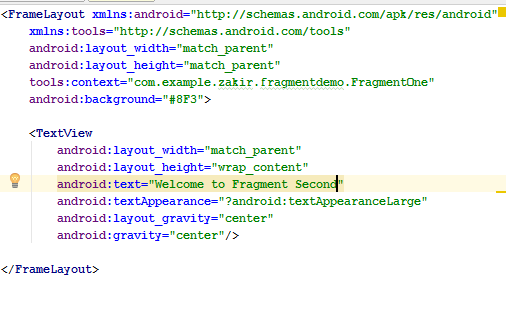 <FrameLayout xmlns:android="http://schemas.android.com/apk/res/android"
xmlns:tools="http://schemas.android.com/tools"
android:layout_width="match_parent"
android:layout_height="match_parent"
tools:context="com.example.zakir.fragmentdemo.FragmentOne"
android:background="#8F3">
<TextView
android:layout_width="match_parent"
android:layout_height="wrap_content"
android:text="Welcome to Fragment Second"
android:textAppearance="?android:textAppearanceLarge"
android:layout_gravity="center"
android:gravity="center"/>
</FrameLayout>